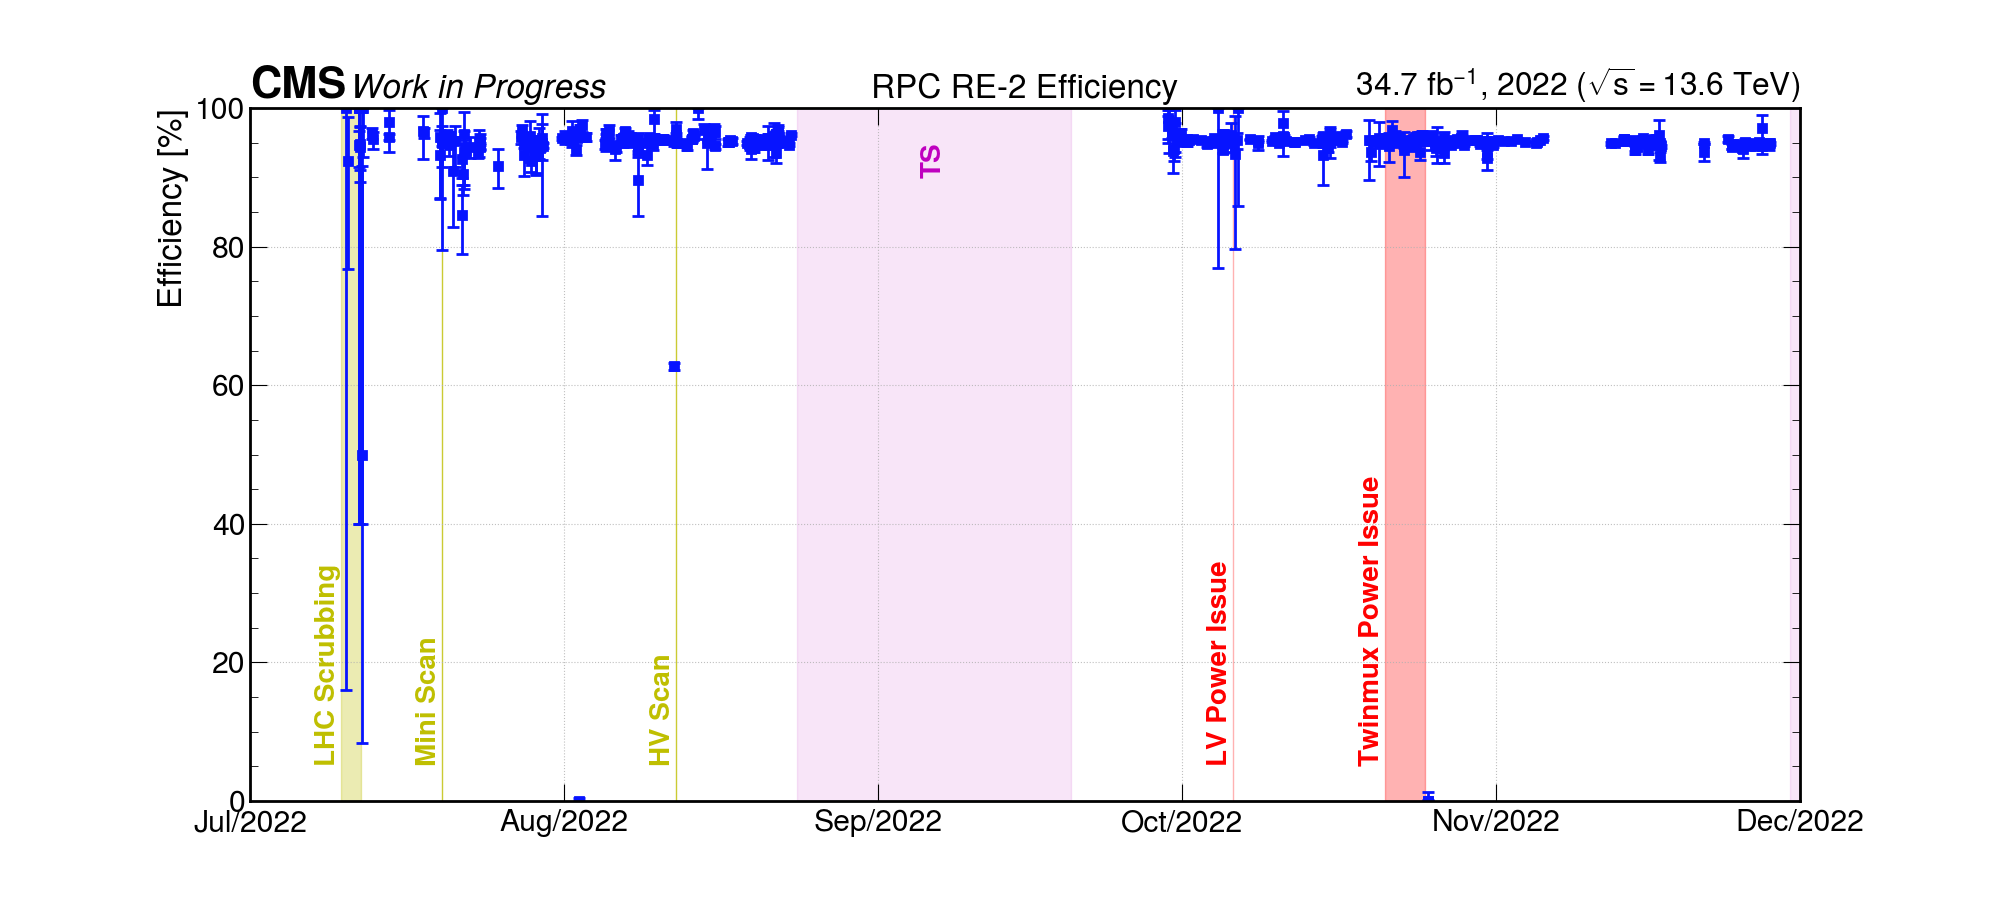 CMS Work in Progress
RPC RE-2 Efficiency
34.7 fb⁻¹, 2022 (√s = 13.6 TeV)
Efficiency [%]
100
80
60
40
20
0
LHC Scrubbing
Mini Scan
HV Scan
TS
LV Power Issue
Twinmux Power Issue
Jul/2022
Aug/2022
Sep/2022
Oct/2022
Nov/2022
Dec/2022